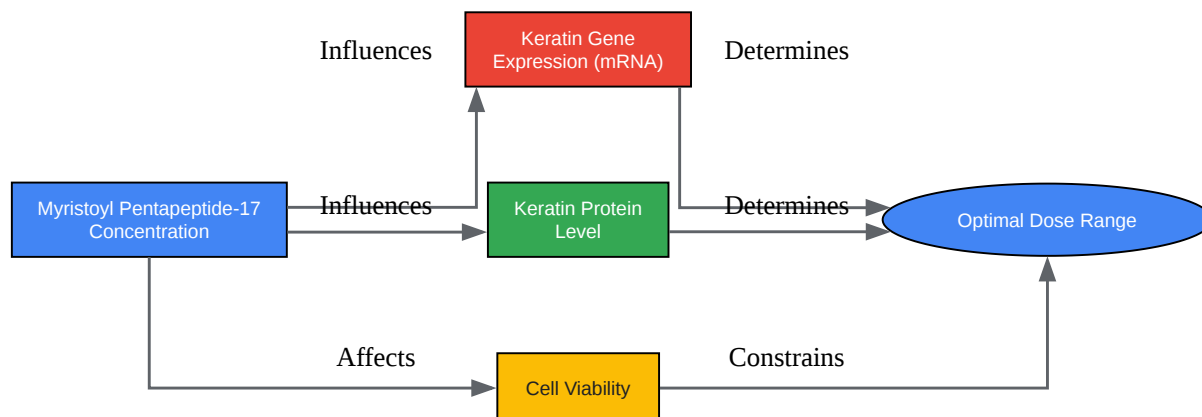 Influences
Keratin Gene
Expression (mRNA)
Determines
Myristoyl Pentapeptide-17
Concentration
Influences
Keratin Protein
Level
Determines
Optimal Dose Range
Affects
Cell Viability
Constrains